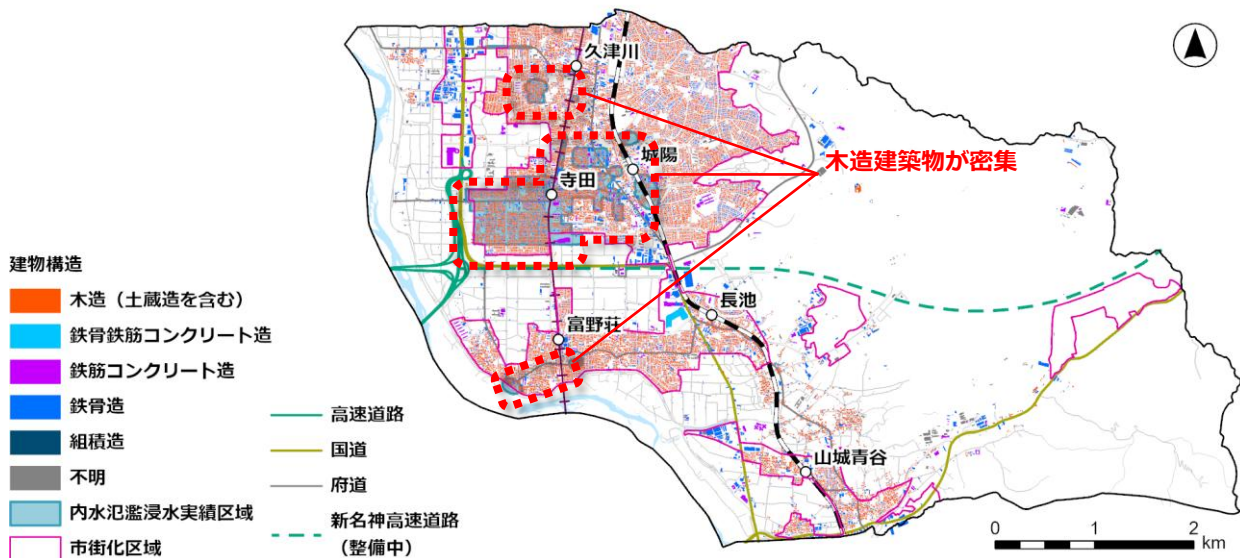 久津川
城陽
木造建築物が密集
寺田
長池
富野荘
山城青谷
建物構造
木造（土蔵造を含む）
鉄骨鉄筋コンクリート造
鉄筋コンクリート造
鉄骨造
組積造
不明
内水氾濫浸水実績区域
市街化区域
高速道路
国道
府道
新名神高速道路
（整備中）
0 1 2
km